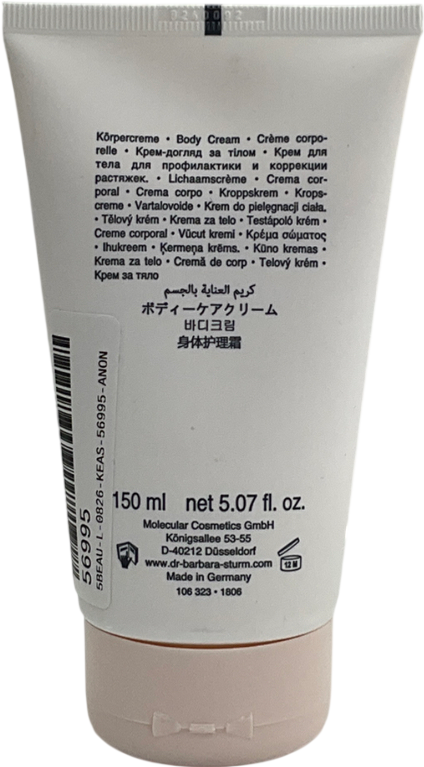 Körpercreme • Body Cream • Crème corpo-
relle • Крем-догляд за тілом • Крем для
тела для профилактики и коррекции
растяжек. • Lichaamscrème • Crema cor-
poral • Crema corpo • Kroppskrem • Krops-
creme • Vartalovoide • Krem do pielęgnacji ciała.
• Tělový krém • Krema za telo • Testápoló krém •
Creme corporal • Vücut kremi • Κρέμα σώματος
• Ihukreem • Ķermeņa krēms. • Kūno kremas •
Krema za telo • Cremă de corp • Telový krém •
Крем за тяло
كريم العناية بالجسم
ボディーケアクリーム
바디크림
身体护理霜
150 ml net 5.07 fl. oz.
Molecular Cosmetics GmbH
Königsallee 53-55
D-40212 Düsseldorf
www.dr-barbara-sturm.com
Made in Germany
106 323 • 1806
12 M
56995
5BEAU-L-0826-KEAS-56995-ANON